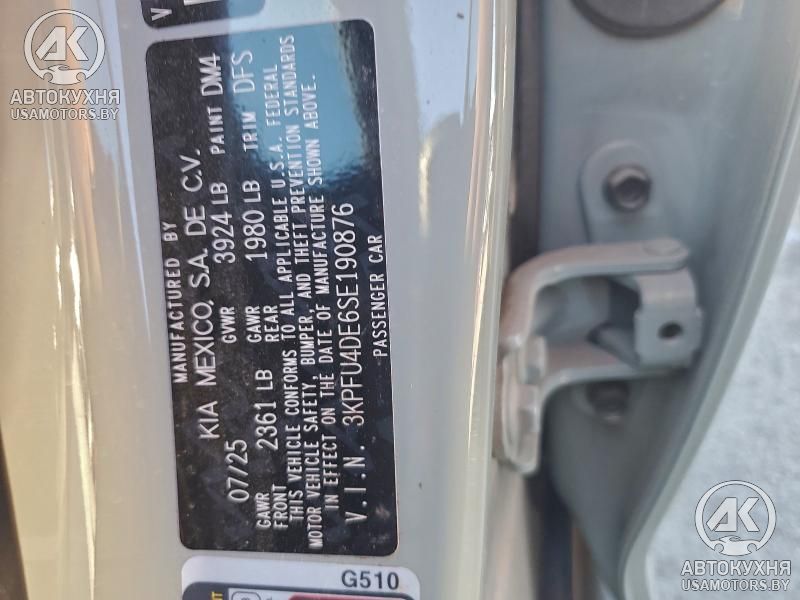 MANUFACTURED BY
KIA MEXICO, S.A. DE C.V.
07/25 GVWR 3924 LB PAINT DM4
GAWR FRONT 2361 LB GAWR REAR 1980 LB TRIM DFS
THIS VEHICLE CONFORMS TO ALL APPLICABLE U.S.A. FEDERAL
MOTOR VEHICLE SAFETY, BUMPER, AND THEFT PREVENTION STANDARDS
IN EFFECT ON THE DATE OF MANUFACTURE SHOWN ABOVE.
V.I.N. 3KPFU4DE6SE190876
PASSENGER CAR
G510
V
AK
АВТОКУХНЯ
USAMOTORS.BY
AK
АВТОКУХНЯ
USAMOTORS.BY